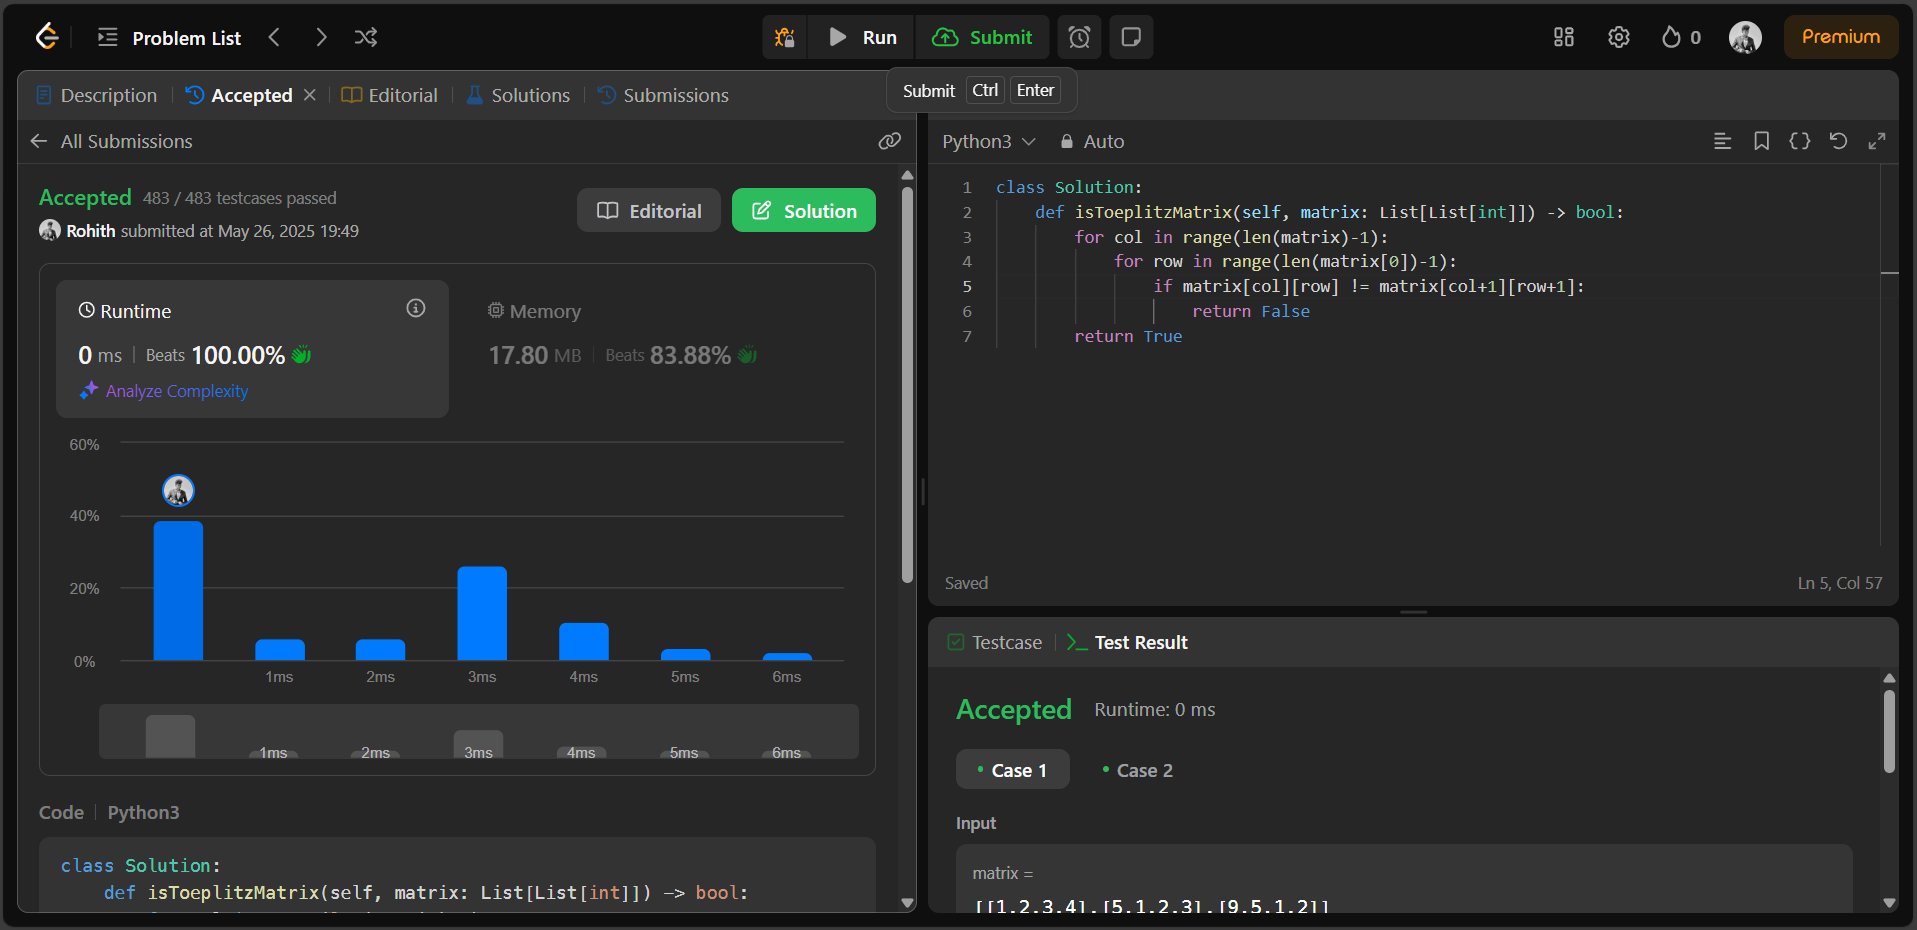 Problem List
Run
Submit
0
Premium
Submit Ctrl Enter
Description
Accepted
Editorial
Solutions
Submissions
All Submissions
Accepted 483 / 483 testcases passed
Rohith submitted at May 26, 2025 19:49
Editorial
Solution
Runtime
0 ms | Beats 100.00%
Analyze Complexity
Memory
17.80 MB | Beats 83.88%
60%
40%
20%
0%
1ms 2ms 3ms 4ms 5ms 6ms
1ms 2ms 3ms 4ms 5ms 6ms
Code | Python3
class Solution:
    def isToeplitzMatrix(self, matrix: List[List[int]]) -> bool:
Python3
Auto
1 class Solution:
2     def isToeplitzMatrix(self, matrix: List[List[int]]) -> bool:
3         for col in range(len(matrix)-1):
4             for row in range(len(matrix[0])-1):
5                 if matrix[col][row] != matrix[col+1][row+1]:
6                     return False
7         return True
Saved
Ln 5, Col 57
Testcase
Test Result
Accepted Runtime: 0 ms
Case 1
Case 2
Input
matrix =
[[1,2,3,4],[5,1,2,3],[9,5,1,2]]